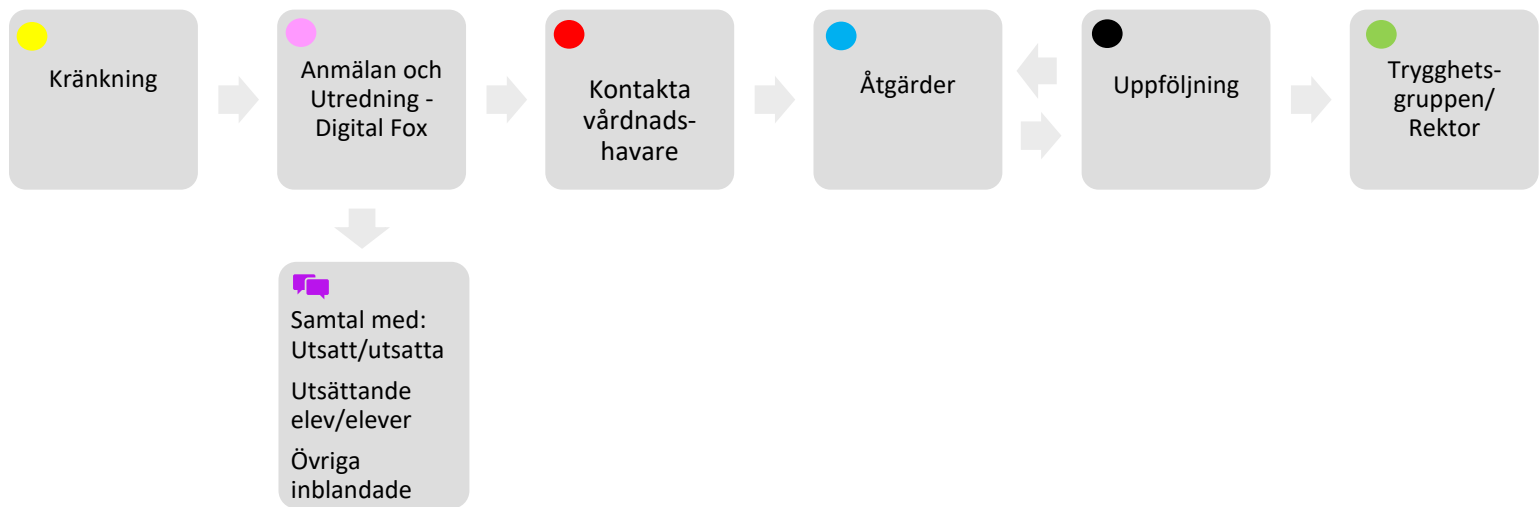 Kränkning
Anmälan och
Utredning -
Digital Fox
Kontakta
vårdnads-
havare
Åtgärder
Uppföljning
Trygghets-
gruppen/
Rektor
Samtal med:
Utsatt/utsatta
Utsättande
elev/elever
Övriga
inblandade